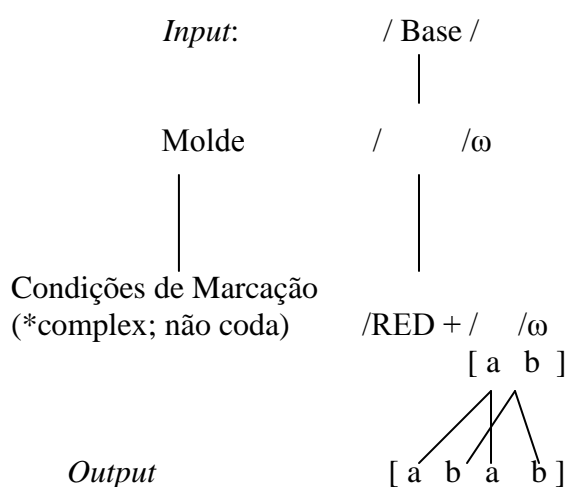 Input: / Base /
Molde / /ω
Condições de Marcação
(*complex; não coda) /RED + / /ω
[ a b ]
Output [ a b a b ]